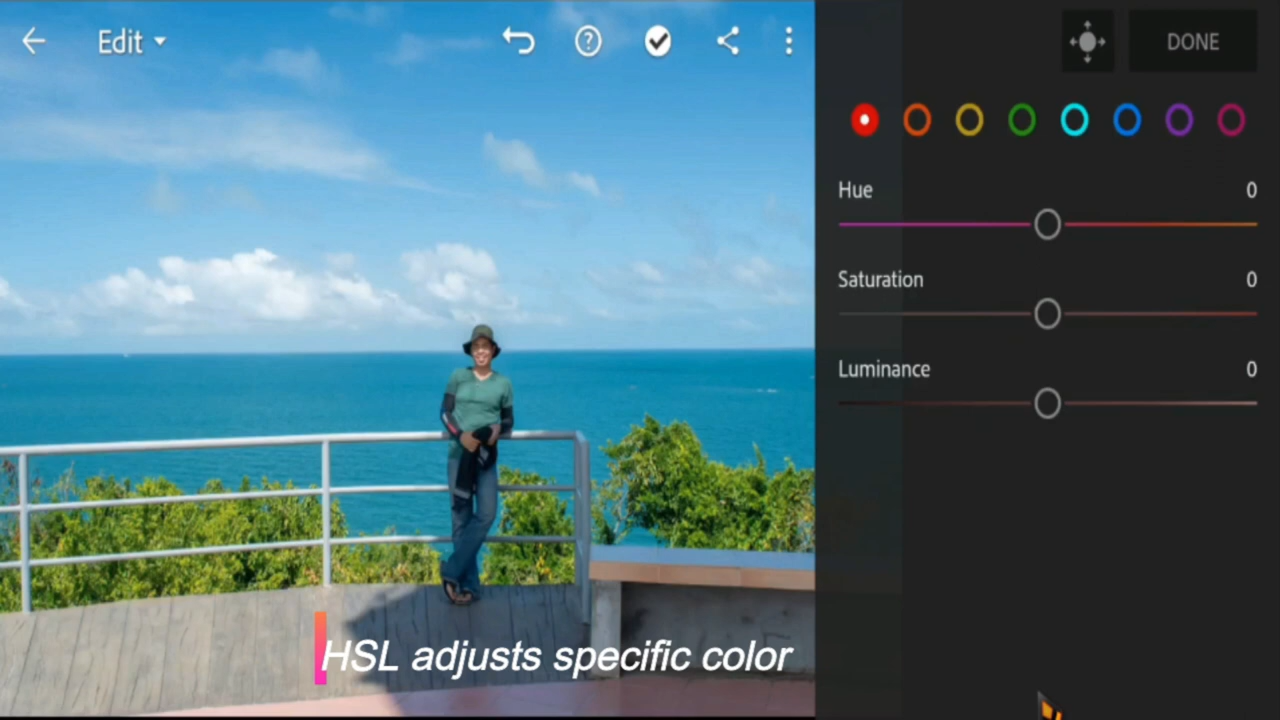 Edit
DONE
Hue 0
Saturation 0
Luminance 0
HSL adjusts specific color